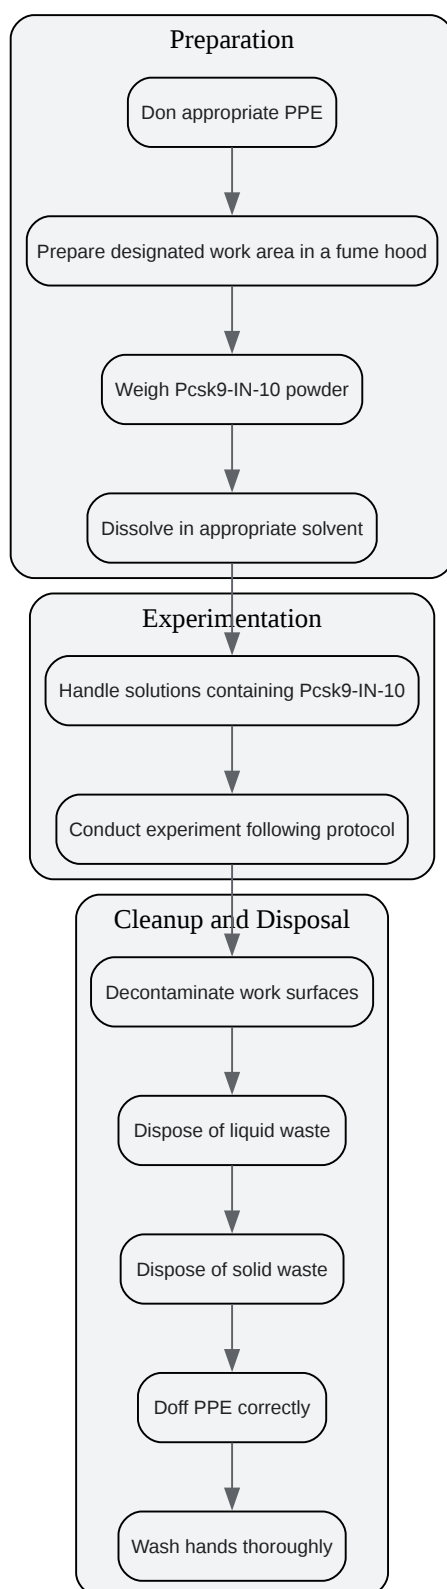 Preparation
Don appropriate PPE
Prepare designated work area in a fume hood
Weigh Pcsk9-IN-10 powder
Dissolve in appropriate solvent
Experimentation
Handle solutions containing Pcsk9-IN-10
Conduct experiment following protocol
Cleanup and Disposal
Decontaminate work surfaces
Dispose of liquid waste
Dispose of solid waste
Doff PPE correctly
Wash hands thoroughly